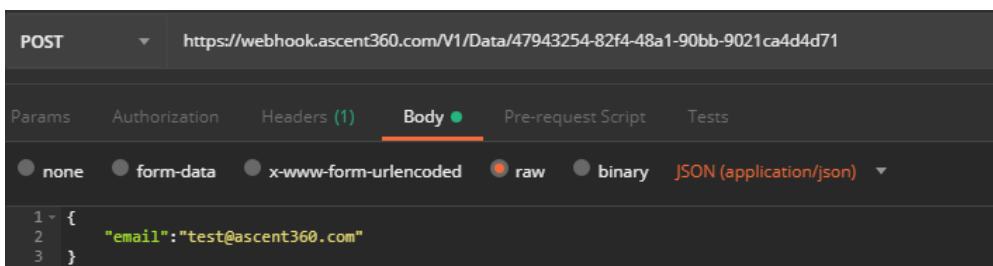 POST https://webhook.ascent360.com/V1/Data/47943254-82f4-48a1-90bb-9021ca4d4d71
Params Authorization Headers (1) Body Pre-request Script Tests
none form-data x-www-form-urlencoded raw binary JSON (application/json)
1 {
2 "email":"test@ascent360.com"
3 }